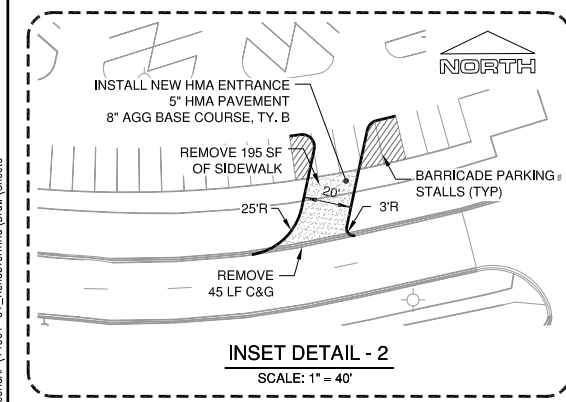 NORTH
INSTALL NEW HMA ENTRANCE
5" HMA PAVEMENT
8" AGG BASE COURSE, TY. B
REMOVE 195 SF
OF SIDEWALK
20'
BARRICADE PARKING
STALLS (TYP)
25'R
3'R
REMOVE
45 LF C&G
INSET DETAIL - 2
SCALE: 1" = 40'